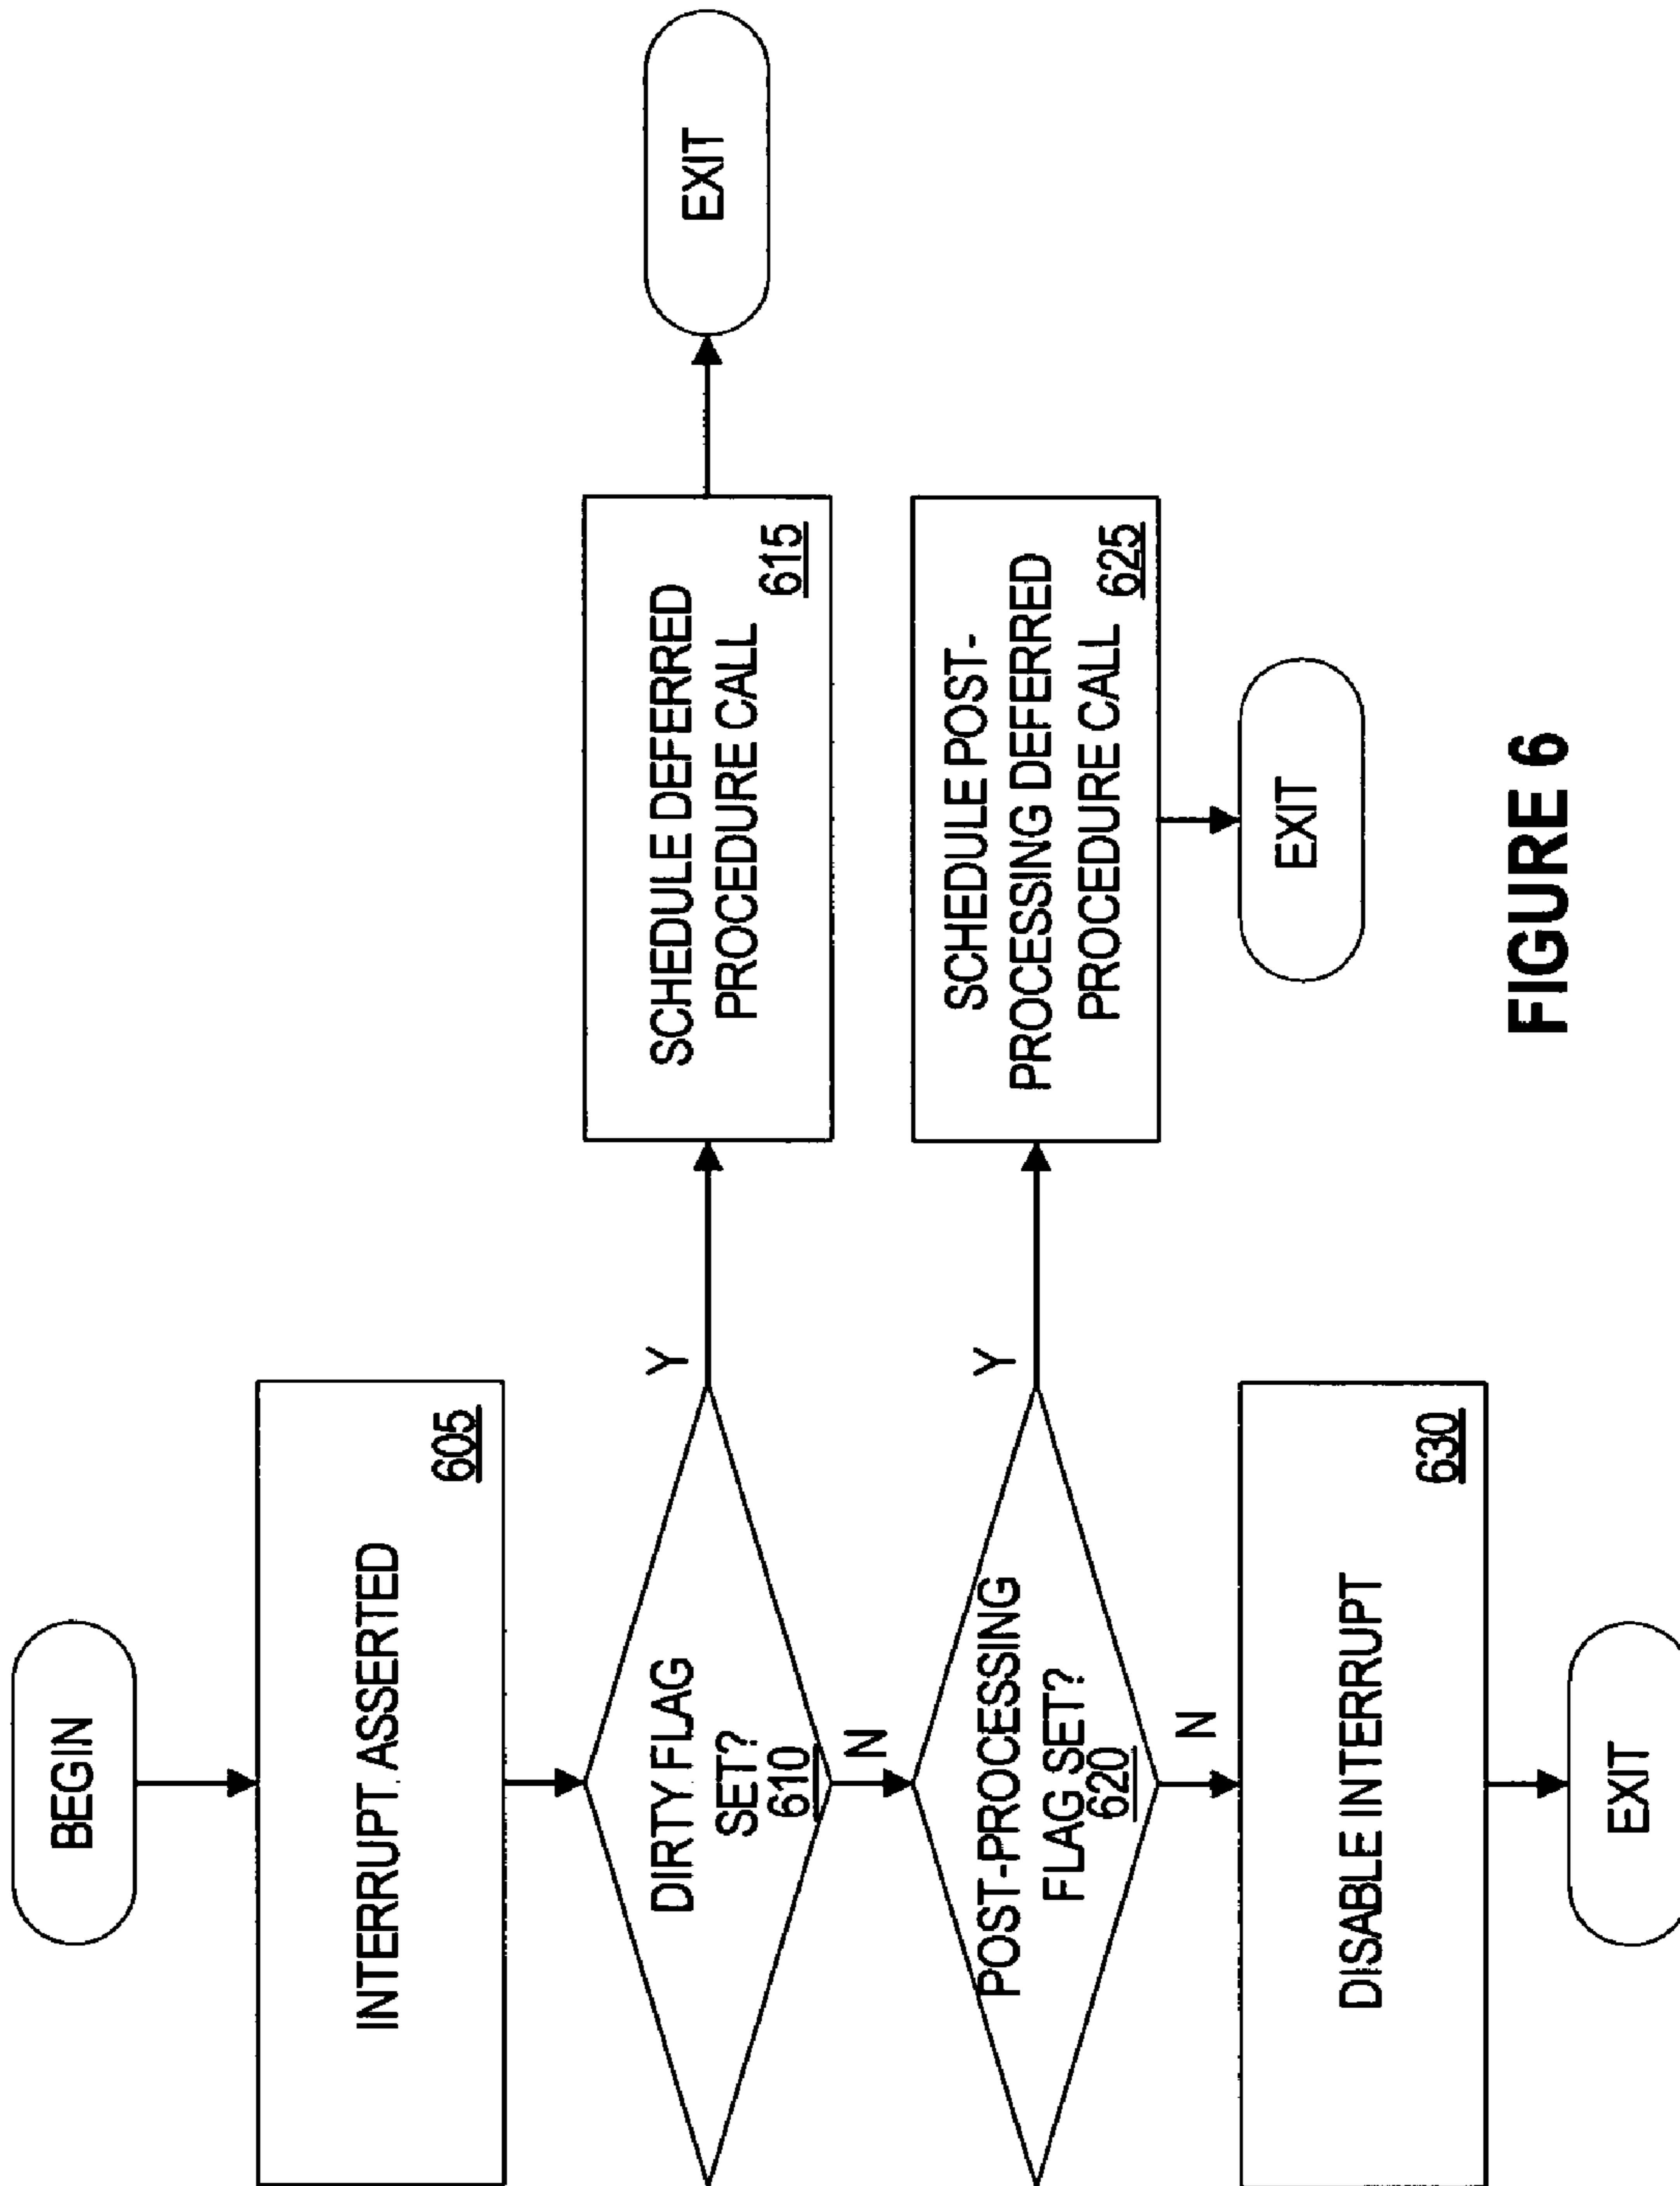 BEGIN
INTERRUPT ASSERTED
605
DIRTY FLAG
SET?
610
Y
SCHEDULE DEFERRED
PROCEDURE CALL
615
EXIT
N
POST-PROCESSING
FLAG SET?
620
Y
SCHEDULE POST-
PROCESSING DEFERRED
PROCEDURE CALL
625
EXIT
N
DISABLE INTERRUPT
630
EXIT
FIGURE 6